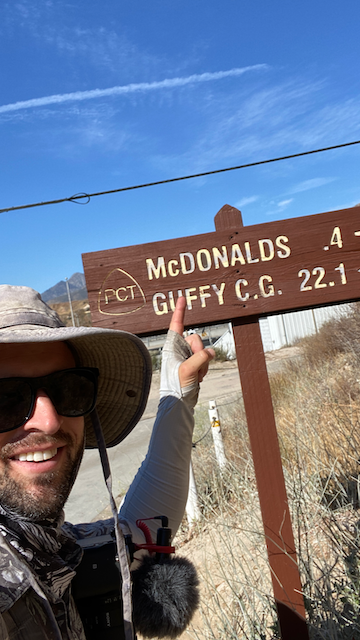 PCT
McDONALDS .4
GUFFY C.G. 22.1